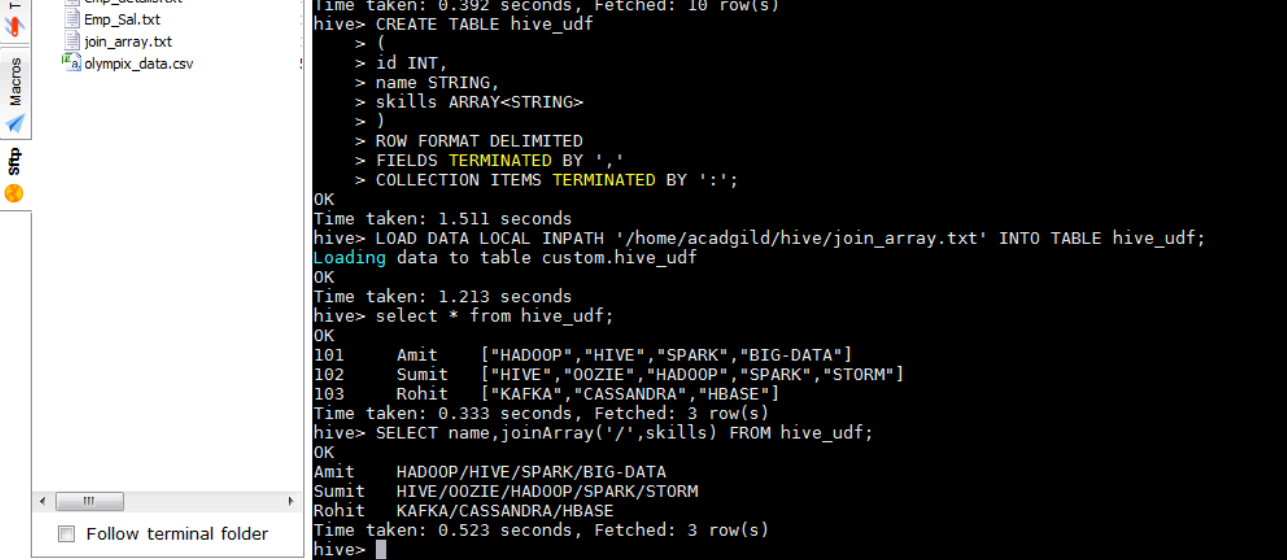 Emp_details.txt
Emp_Sal.txt
join_array.txt
olympix_data.csv
Macros
Sftp
Follow terminal folder
Time taken: 0.392 seconds, Fetched: 10 row(s)
hive> CREATE TABLE hive_udf
    > (
    > id INT,
    > name STRING,
    > skills ARRAY<STRING>
    > )
    > ROW FORMAT DELIMITED
    > FIELDS TERMINATED BY ','
    > COLLECTION ITEMS TERMINATED BY ':';
OK
Time taken: 1.511 seconds
hive> LOAD DATA LOCAL INPATH '/home/acadgild/hive/join_array.txt' INTO TABLE hive_udf;
Loading data to table custom.hive_udf
OK
Time taken: 1.213 seconds
hive> select * from hive_udf;
OK
101     Amit    ["HADOOP","HIVE","SPARK","BIG-DATA"]
102     Sumit   ["HIVE","OOZIE","HADOOP","SPARK","STORM"]
103     Rohit   ["KAFKA","CASSANDRA","HBASE"]
Time taken: 0.333 seconds, Fetched: 3 row(s)
hive> SELECT name,joinArray('/',skills) FROM hive_udf;
OK
Amit    HADOOP/HIVE/SPARK/BIG-DATA
Sumit   HIVE/OOZIE/HADOOP/SPARK/STORM
Rohit   KAFKA/CASSANDRA/HBASE
Time taken: 0.523 seconds, Fetched: 3 row(s)
hive>